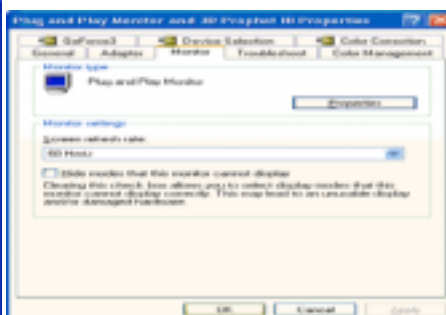 Plug and Play Monitor and 3D Prophet III Properties
GeForce3 Device Selection Color Correction
General Adapter Monitor Troubleshoot Color Management
Monitor type
Plug and Play Monitor
Properties
Monitor settings
Screen refresh rate:
60 Hertz
Hide modes that this monitor cannot display
Clearing this check box allows you to select display modes that this
monitor cannot display correctly. This may lead to an unusable display
and/or damaged hardware.
OK Cancel Apply